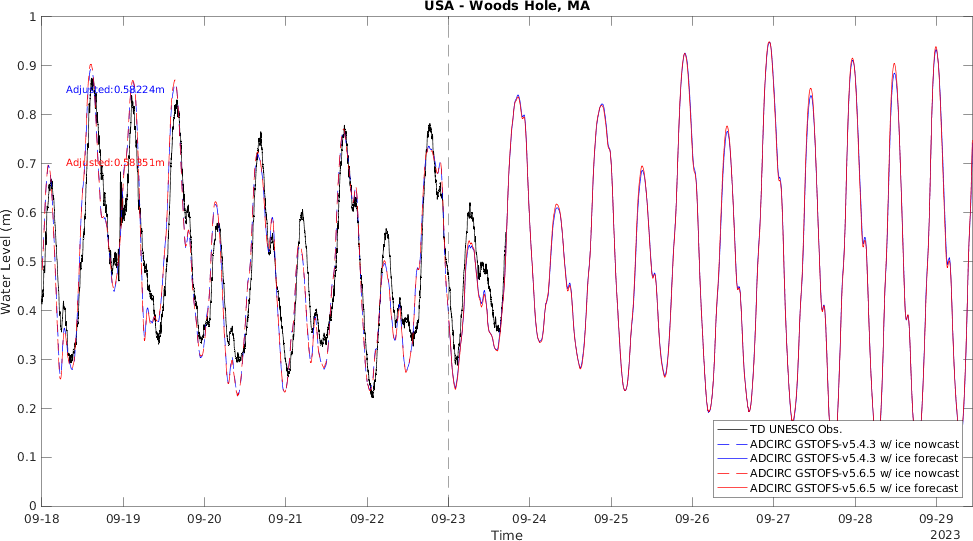 USA - Woods Hole, MA
Water Level (m)
1
0.9
0.8
0.7
0.6
0.5
0.4
0.3
0.2
0.1
0
Adjusted:0.58224m
Adjusted:0.58351m
TD UNESCO Obs.
ADCIRC GSTOFS-v5.4.3 w/ ice nowcast
ADCIRC GSTOFS-v5.4.3 w/ ice forecast
ADCIRC GSTOFS-v5.6.5 w/ ice nowcast
ADCIRC GSTOFS-v5.6.5 w/ ice forecast
09-18 09-19 09-20 09-21 09-22 09-23 09-24 09-25 09-26 09-27 09-28 09-29
2023
Time